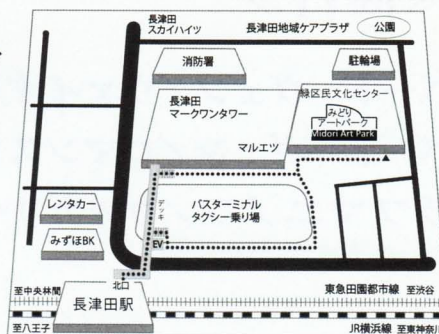 長津田
スカイハイツ
長津田地域ケアプラザ
公園
消防署
駐輪場
長津田
マークワンタワー
マルエツ
緑区民文化センター
みどり
アートパーク
Midori Art Park
レンタカー
みずほBK
デッキ
バスターミナル
タクシー乗り場
EV
北口
長津田駅
至中央林間
東急田園都市線 至渋谷
至八王子
JR横浜線 至東神奈川